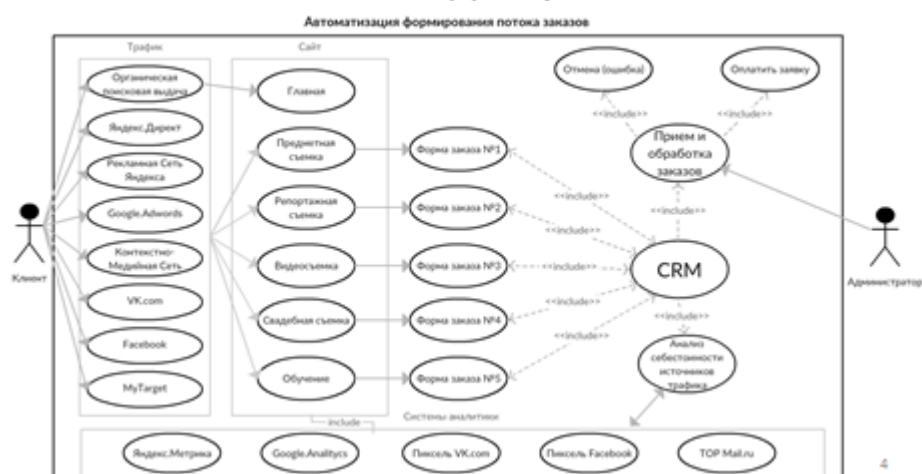 Автоматизация формирования потока заказов
Трафик
Сайт
Органическая
поисковая выдача
Яндекс.Директ
Рекламная Сеть
Яндекса
Google.Adwords
Контекстно-
Медийная Сеть
VK.com
Facebook
MyTarget
Клиент
Главная
Предметная
съемка
Репортажная
съемка
Видеосъемка
Свадебная съемка
Обучение
Форма заказа №1
Форма заказа №2
Форма заказа №3
Форма заказа №4
Форма заказа №5
<<include>>
<<include>>
<<include>>
<<include>>
<<include>>
Отмена (ошибка)
Оплатить заявку
<<include>>
<<include>>
Прием и
обработка
заказов
<<include>>
CRM
<<include>>
Анализ
себестоимости
источников
трафика
Администратор
include
Системы аналитики
Яндекс.Метрика
Google.Analitycs
Пиксель VK.com
Пиксель Facebook
TOP Mail.ru
4